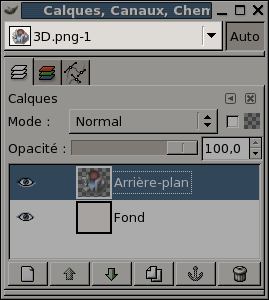 Calques, Canaux, Chem
3D.png-1
Auto
Calques
Mode : Normal
Opacité : 100,0
Arrière-plan
Fond